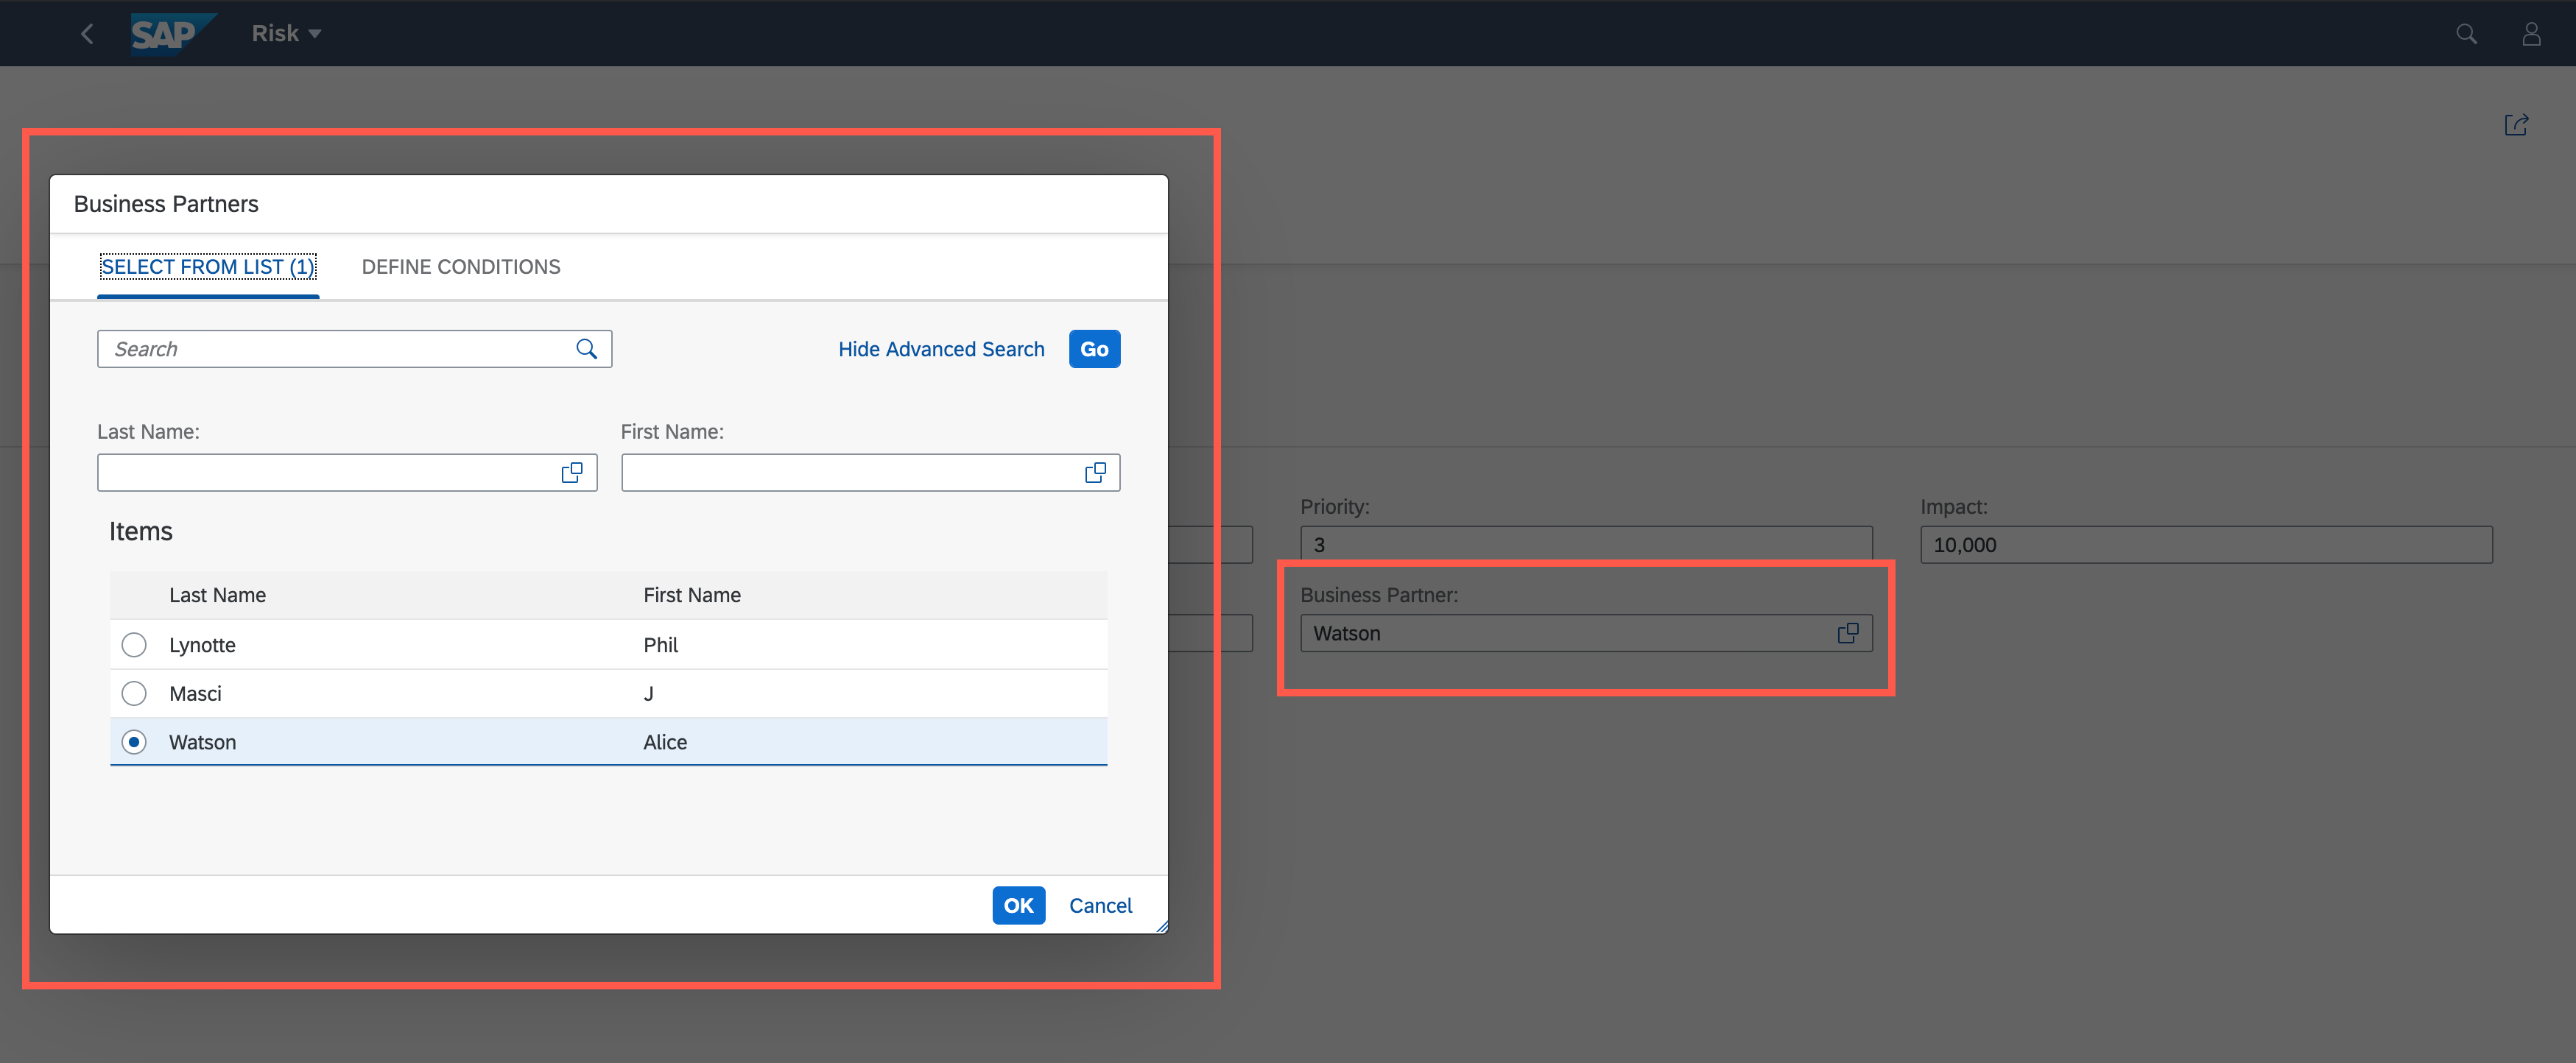 SAP
Risk
Business Partners
SELECT FROM LIST (1)
DEFINE CONDITIONS
Search
Hide Advanced Search
Go
Last Name:
First Name:
Items
Last Name First Name
Lynotte Phil
Masci J
Watson Alice
OK
Cancel
Priority:
3
Impact:
10,000
Business Partner:
Watson